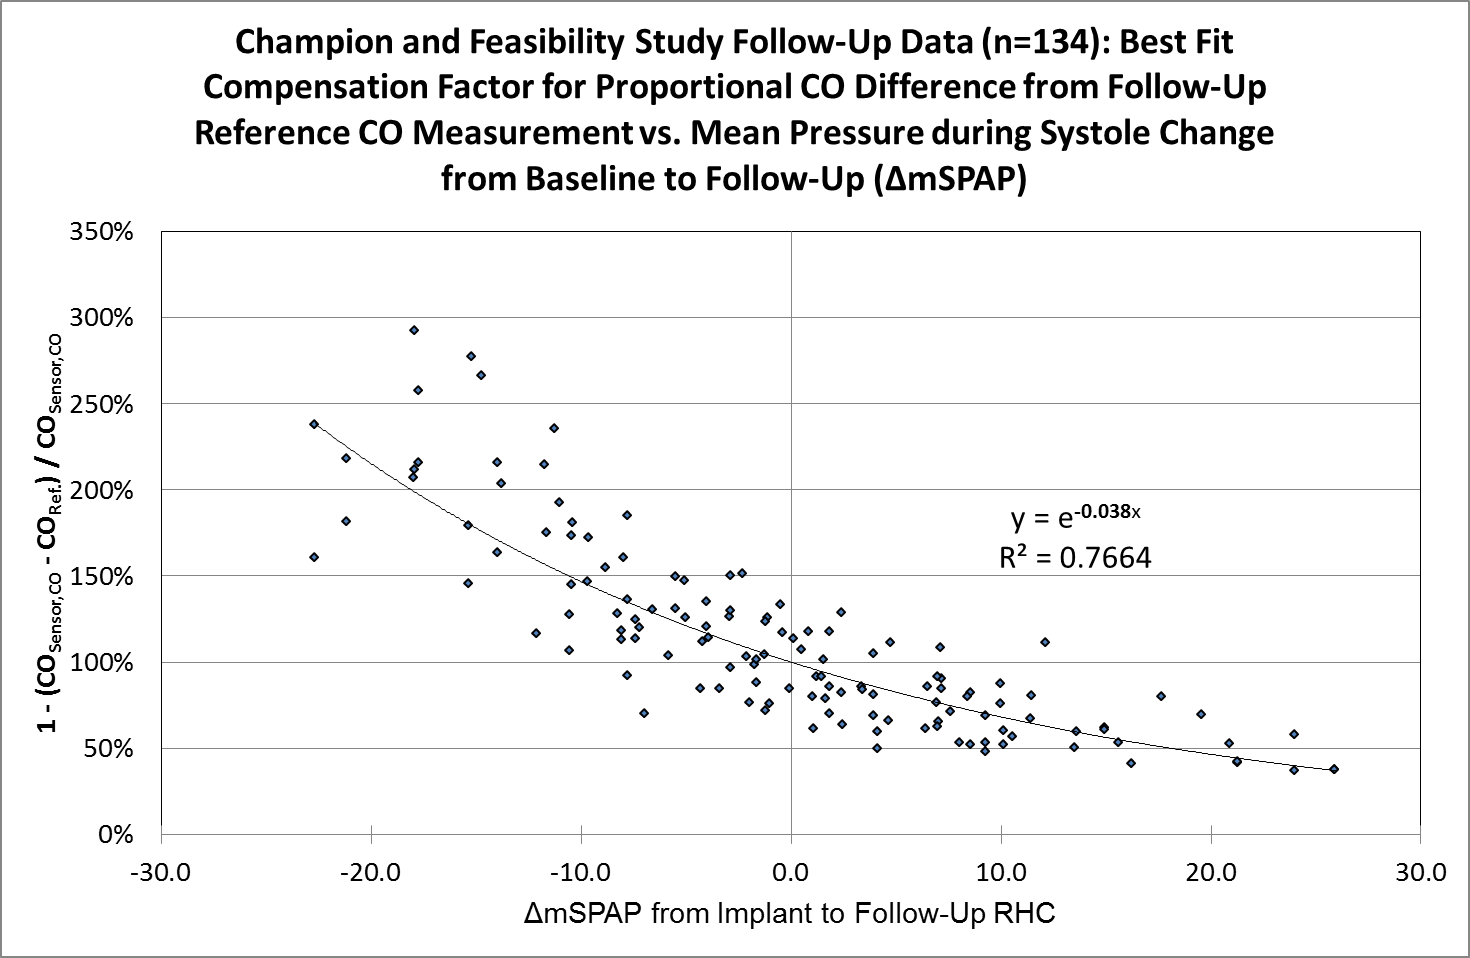 Champion and Feasibility Study Follow-Up Data (n=134): Best Fit
Compensation Factor for Proportional CO Difference from Follow-Up
Reference CO Measurement vs. Mean Pressure during Systole Change
from Baseline to Follow-Up (ΔmSPAP)
1 - (COSensor,CO - CORef.) / COSensor,CO
350%
300%
250%
200%
150%
100%
50%
0%
y = e^-0.038x
R² = 0.7664
-30.0 -20.0 -10.0 0.0 10.0 20.0 30.0
ΔmSPAP from Implant to Follow-Up RHC